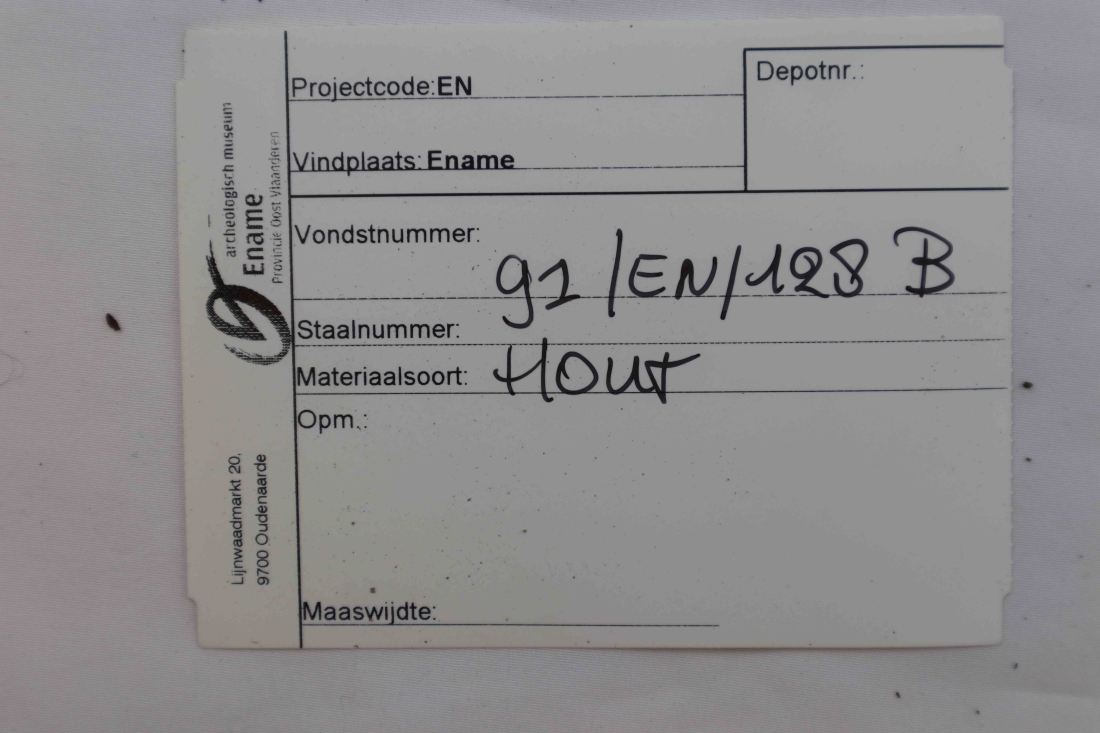 archeologisch museum
Ename
Provincie Oost Vlaanderen
Lijnwaadmarkt 20,
9700 Oudenaarde
Projectcode:EN
Depotnr.:
Vindplaats: Ename
Vondstnummer: 91/EN/128 B
Staalnummer:
Materiaalsoort: HOUT
Opm.:
Maaswijdte: